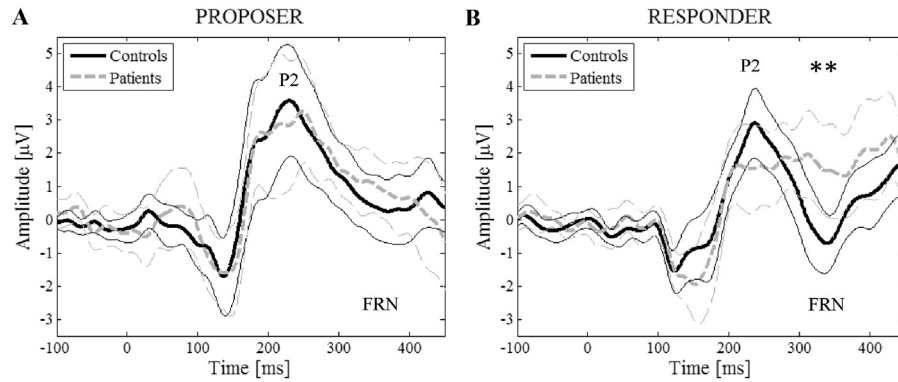 A
PROPOSER
Amplitude [μV]
5
4
3
2
1
0
-1
-2
-3
Controls
Patients
P2
FRN
-100
0
100
200
300
400
Time [ms]
B
RESPONDER
Amplitude [μV]
5
4
3
2
1
0
-1
-2
-3
Controls
Patients
P2
**
FRN
-100
0
100
200
300
400
Time [ms]